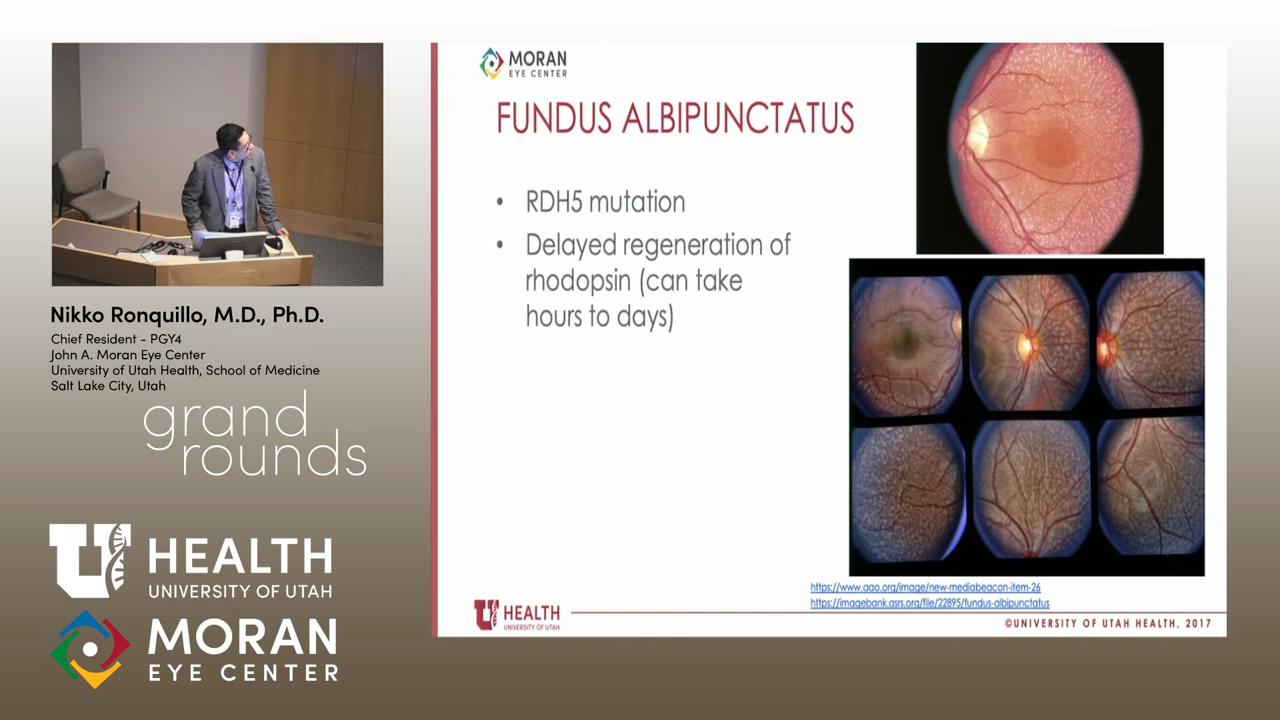 Nikko Ronquillo, M.D., Ph.D.
Chief Resident - PGY4
John A. Moran Eye Center
University of Utah Health, School of Medicine
Salt Lake City, Utah
grand
rounds
U
HEALTH
UNIVERSITY OF UTAH
MORAN
EYE CENTER
MORAN
EYE CENTER
FUNDUS ALBIPUNCTATUS
• RDH5 mutation
• Delayed regeneration of
rhodopsin (can take
hours to days)
https://www.aao.org/image/new-mediabeacon-item-26
https://imagebank.asrs.org/file/22895/fundus-albipunctatus
U
HEALTH
UNIVERSITY OF UTAH
©UNIVERSITY OF UTAH HEALTH, 2017